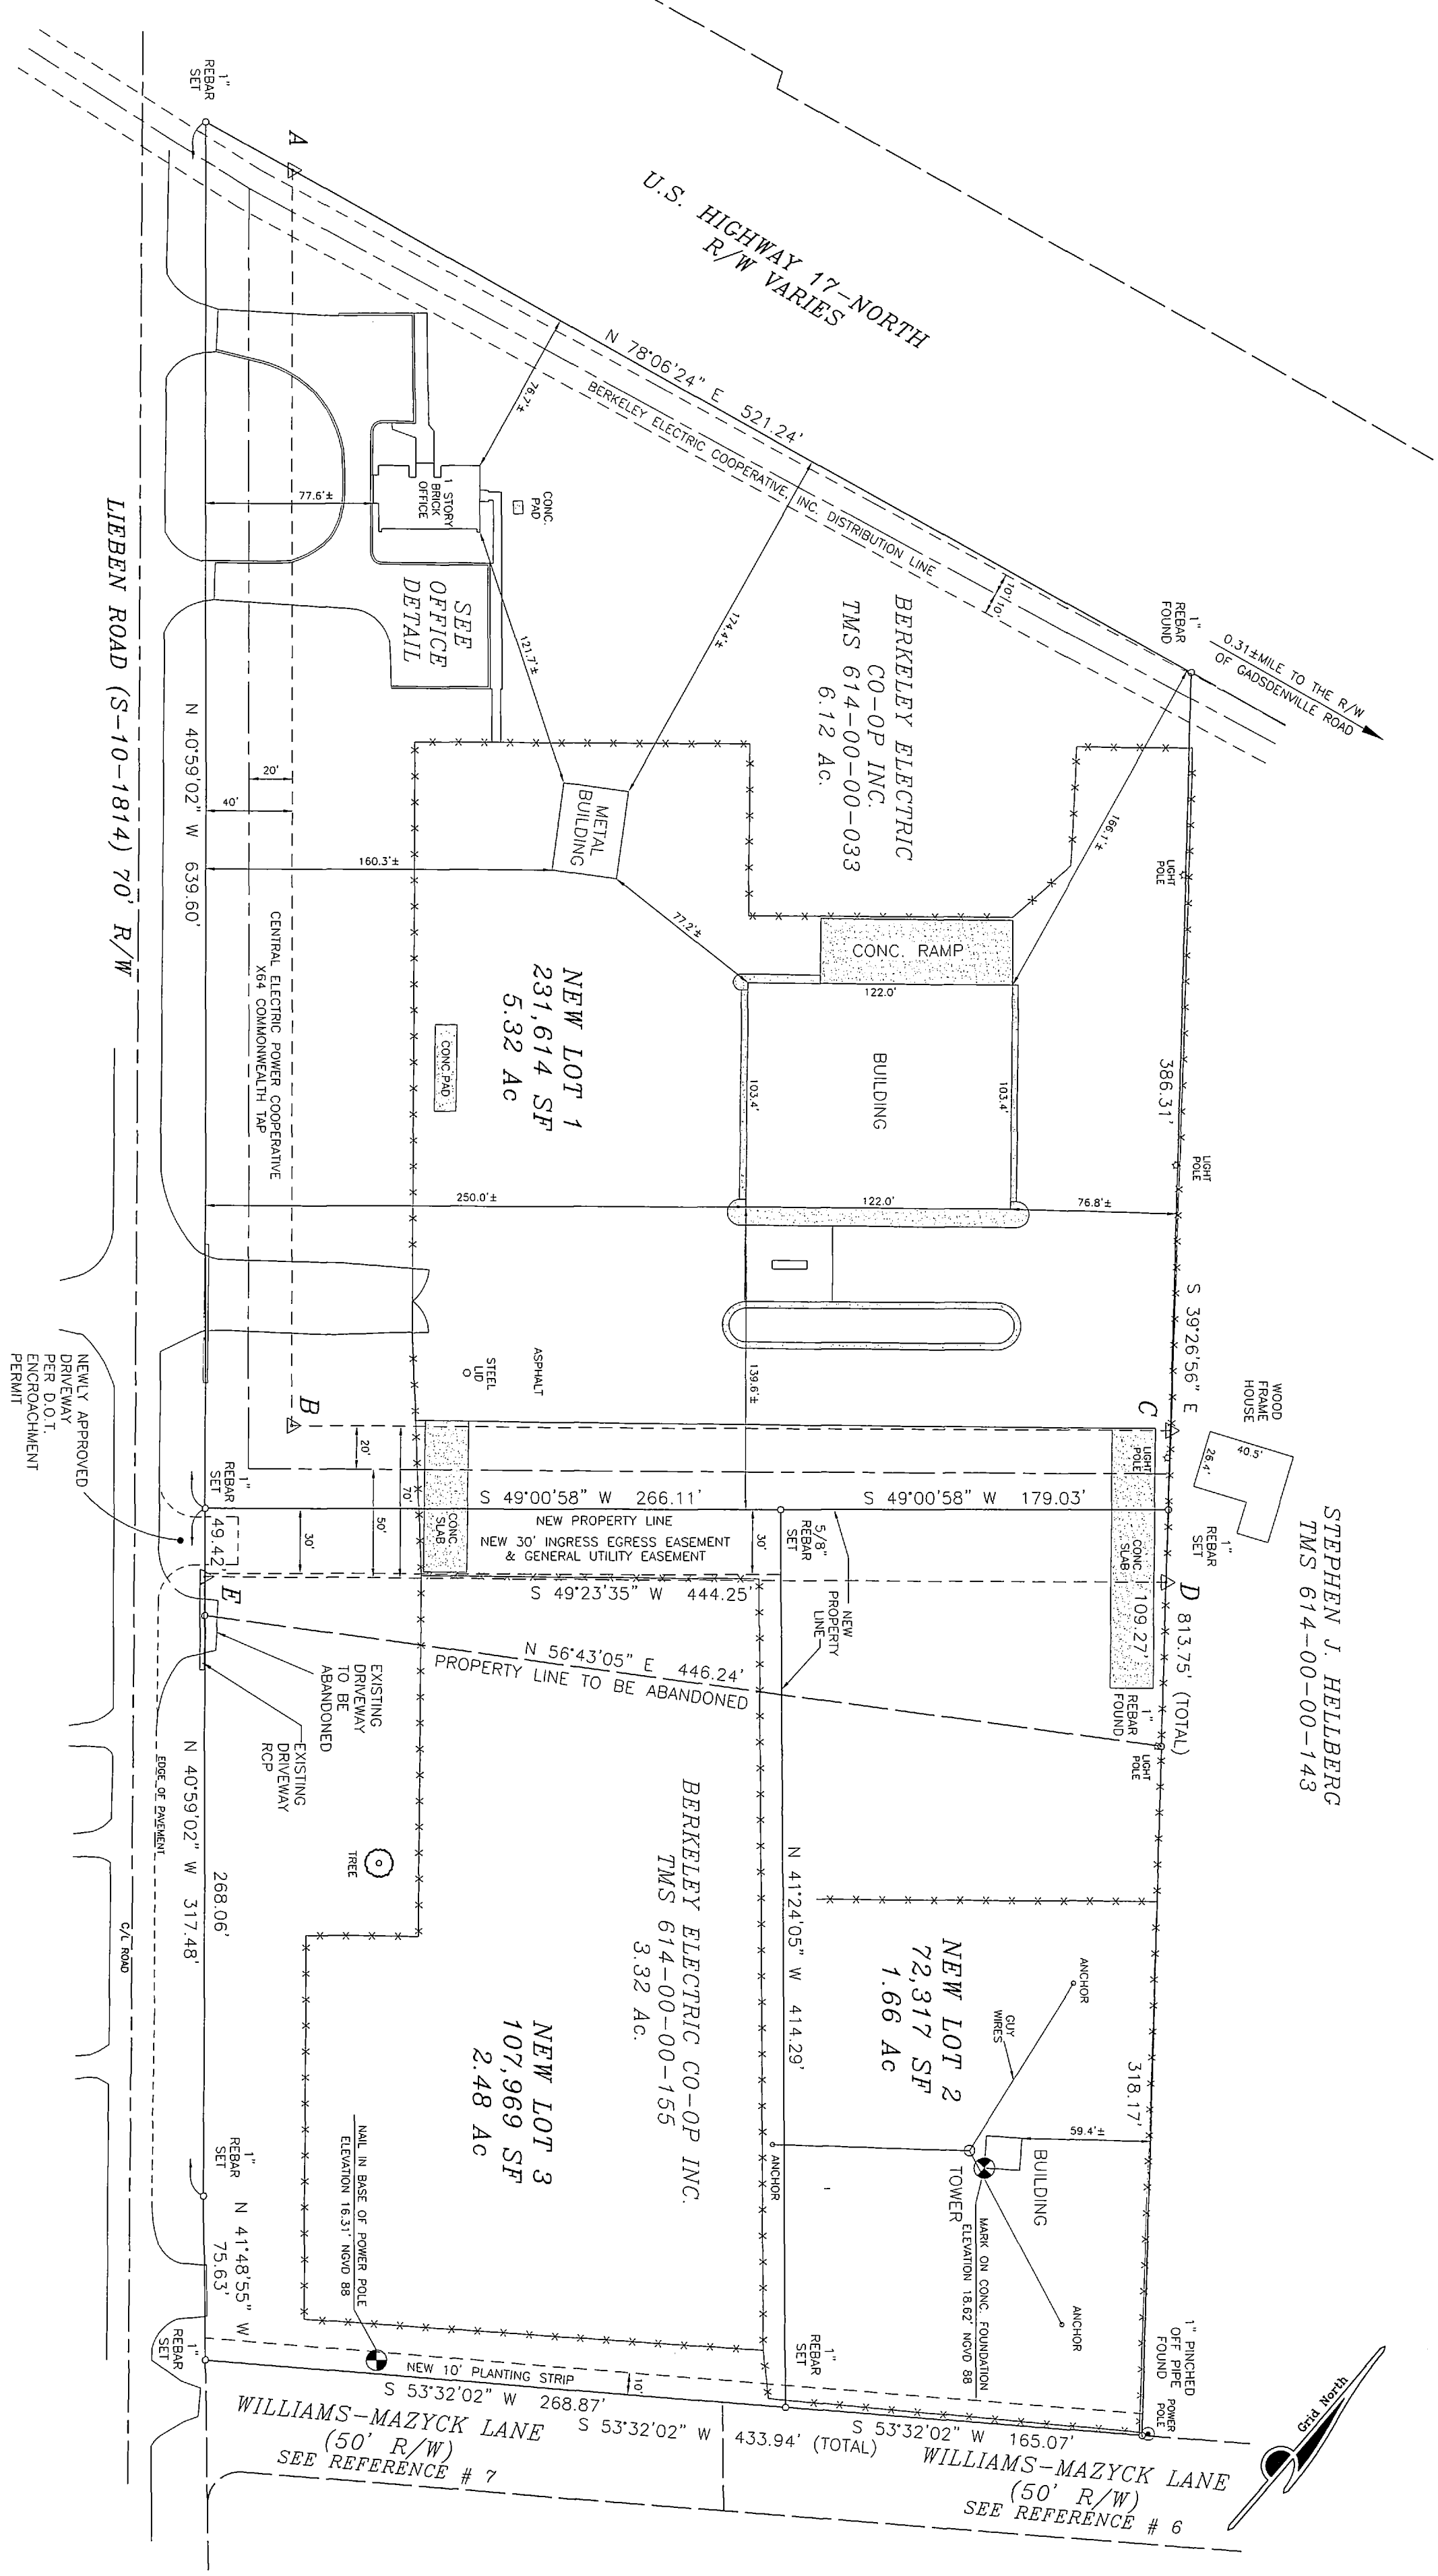 U.S. HIGHWAY 17-NORTH
R/W VARIES
1"
REBAR
SET
A
N 78°06'24" E 521.24'
BERKELEY ELECTRIC COOPERATIVE, INC. DISTRIBUTION LINE
10' 10'
1"
REBAR
FOUND
0.31±MILE TO THE R/W
OF GADSDENVILLE ROAD
76.7'±
174.4'±
166.1'±
77.6'±
1 STORY
BRICK
OFFICE
CONC.
PAD
SEE
OFFICE
DETAIL
121.7'±
BERKELEY ELECTRIC
CO-OP INC.
TMS 614-00-00-033
6.12 Ac.
METAL
BUILDING
160.3'±
77.2'±
LIGHT
POLE
CONC. RAMP
122.0'
BUILDING
103.4'
103.4'
122.0'
NEW LOT 1
231,614 SF
5.32 Ac
CONC.PAD
250.0'±
76.8'±
386.31'
LIGHT
POLE
S 39°26'56" E
LIEBEN ROAD (S-10-1814) 70' R/W
N 40°59'02" W 639.60'
20'
40'
CENTRAL ELECTRIC POWER COOPERATIVE
X64 COMMONWEALTH TAP
STEEL
LID
ASPHALT
139.6'±
WOOD
FRAME
HOUSE
40.5'
26.4'
STEPHEN J. HELLBERG
TMS 614-00-00-143
NEWLY APPROVED
DRIVEWAY
PER D.O.T.
ENCROACHMENT
PERMIT
B
C
20'
70'
50'
30'
1"
REBAR
SET
49.42'
E
CONC.
SLAB
S 49°00'58" W 266.11'
NEW PROPERTY LINE
NEW 30' INGRESS EGRESS EASEMENT
& GENERAL UTILITY EASEMENT
30'
S 49°23'35" W 444.25'
S 49°00'58" W 179.03'
5/8"
REBAR
SET
NEW
PROPERTY
LINE
LIGHT
POLE
CONC.
SLAB
1"
REBAR
SET
D
109.27'
813.75' (TOTAL)
1"
REBAR
FOUND
LIGHT
POLE
N 56°43'05" E 446.24'
PROPERTY LINE TO BE ABANDONED
EXISTING
DRIVEWAY
TO BE
ABANDONED
EXISTING
DRIVEWAY
RCP
EDGE OF PAVEMENT
C/L ROAD
N 40°59'02" W 317.48'
268.06'
TREE
BERKELEY ELECTRIC CO-OP INC.
TMS 614-00-00-155
3.32 Ac.
N 41°24'05" W 414.29'
NEW LOT 2
72,317 SF
1.66 Ac
ANCHOR
GUY
WIRES
318.17'
59.4'±
BUILDING
TOWER
ANCHOR
MARK ON CONC. FOUNDATION
ELEVATION 18.62' NGVD 88
ANCHOR
NEW LOT 3
107,969 SF
2.48 Ac
NAIL IN BASE OF POWER POLE
ELEVATION 16.31' NGVD 88
1"
REBAR
SET
N 41°48'55" W
75.63'
1"
REBAR
SET
1"
REBAR
SET
1" PINCHED
OFF PIPE
FOUND
POWER
POLE
NEW 10' PLANTING STRIP
10'
S 53°32'02" W 268.87'
S 53°32'02" W 433.94' (TOTAL)
S 53°32'02" W 165.07'
WILLIAMS-MAZYCK LANE
(50' R/W)
SEE REFERENCE # 7
WILLIAMS-MAZYCK LANE
(50' R/W)
SEE REFERENCE # 6
Grid North